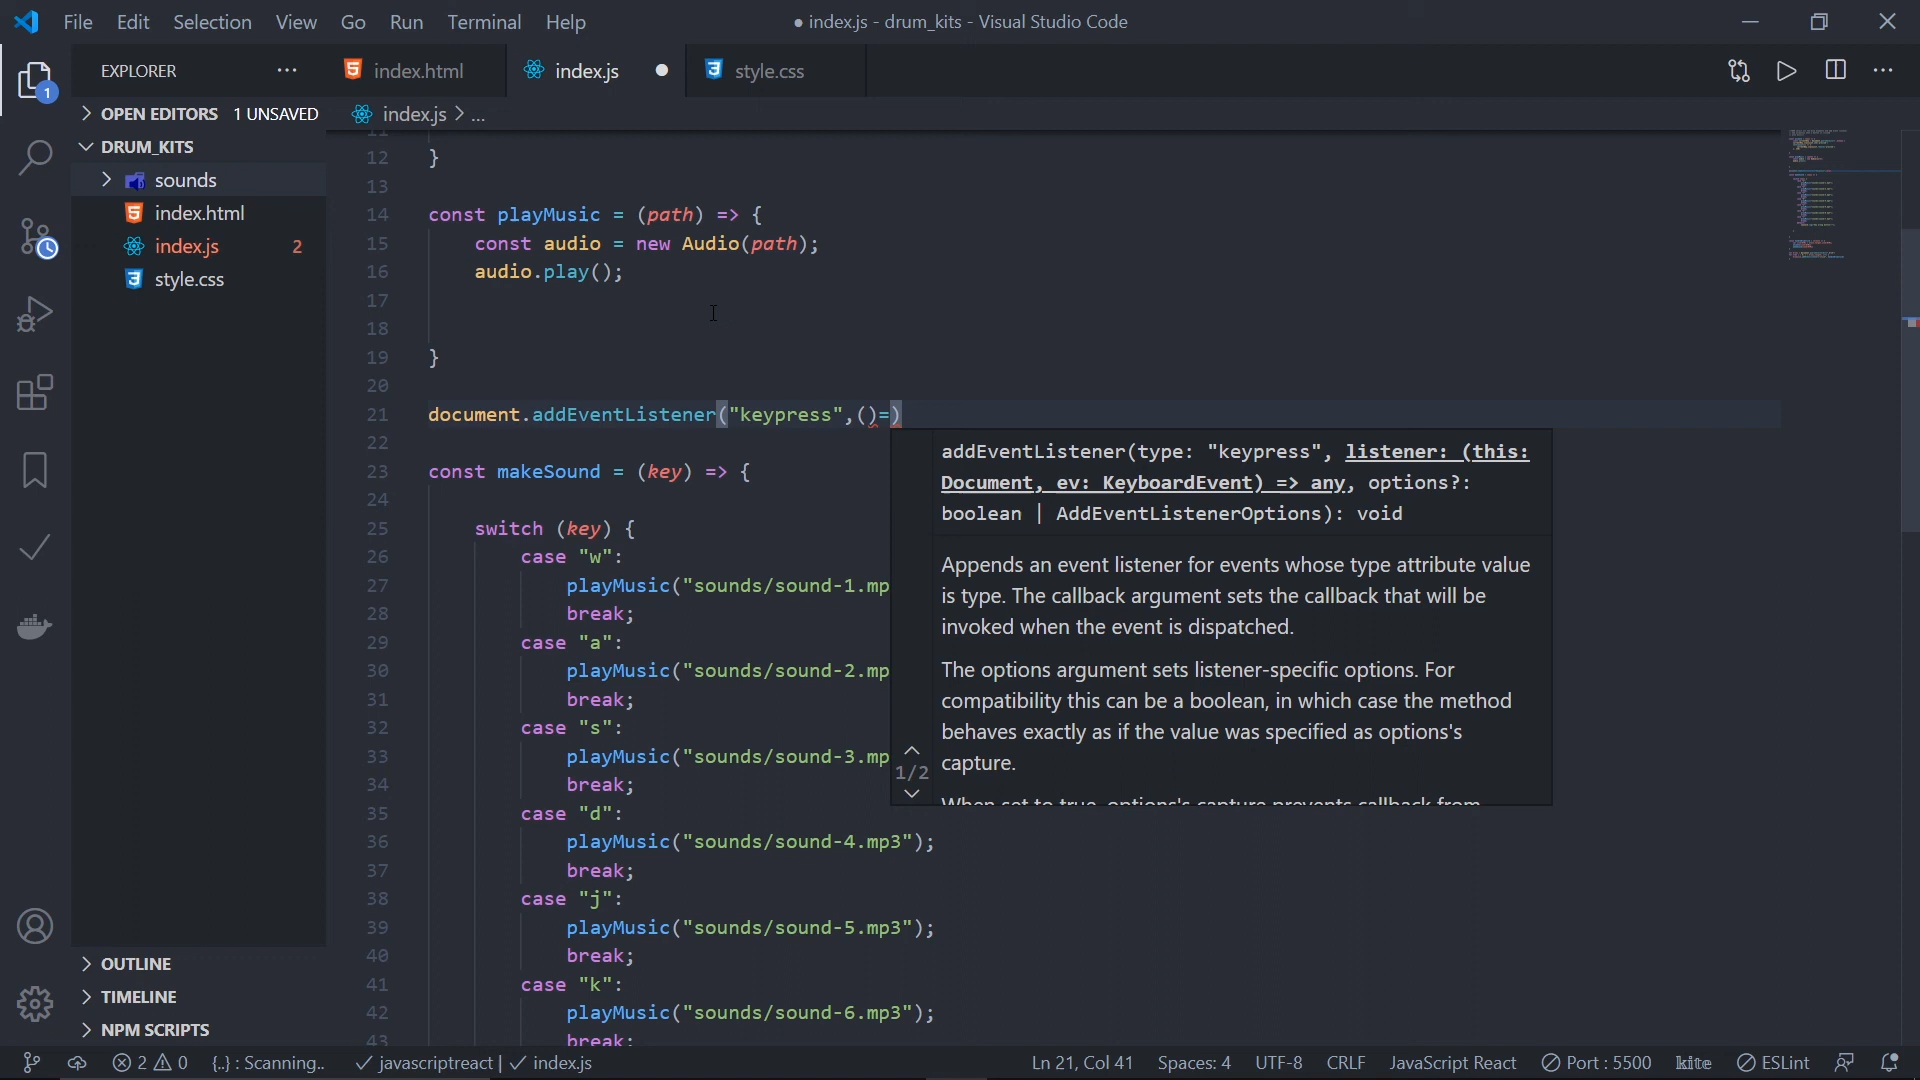 File Edit Selection View Go Run Terminal Help
● index.js - drum_kits - Visual Studio Code
EXPLORER
index.html
index.js
style.css
OPEN EDITORS 1 UNSAVED
index.js > ...
DRUM_KITS
sounds
index.html
index.js 2
style.css
1
12 }
13
14 const playMusic = (path) => {
15 const audio = new Audio(path);
16 audio.play();
17
18
19 }
20
21 document.addEventListener("keypress",()=)
22
23 const makeSound = (key) => {
24
25 switch (key) {
26 case "w":
27 playMusic("sounds/sound-1.mp
28 break;
29 case "a":
30 playMusic("sounds/sound-2.mp
31 break;
32 case "s":
33 playMusic("sounds/sound-3.mp
34 break;
35 case "d":
36 playMusic("sounds/sound-4.mp3");
37 break;
38 case "j":
39 playMusic("sounds/sound-5.mp3");
40 break;
41 case "k":
42 playMusic("sounds/sound-6.mp3");
43 break;
addEventListener(type: "keypress", listener: (this:
Document, ev: KeyboardEvent) => any, options?:
boolean | AddEventListenerOptions): void
Appends an event listener for events whose type attribute value
is type. The callback argument sets the callback that will be
invoked when the event is dispatched.
The options argument sets listener-specific options. For
compatibility this can be a boolean, in which case the method
behaves exactly as if the value was specified as options's
capture.
When set to true, options's capture prevents callback from
1/2
OUTLINE
TIMELINE
NPM SCRIPTS
2 0 {..} : Scanning.. javascriptreact | index.js
Ln 21, Col 41 Spaces: 4 UTF-8 CRLF JavaScript React Port : 5500 kite ESLint